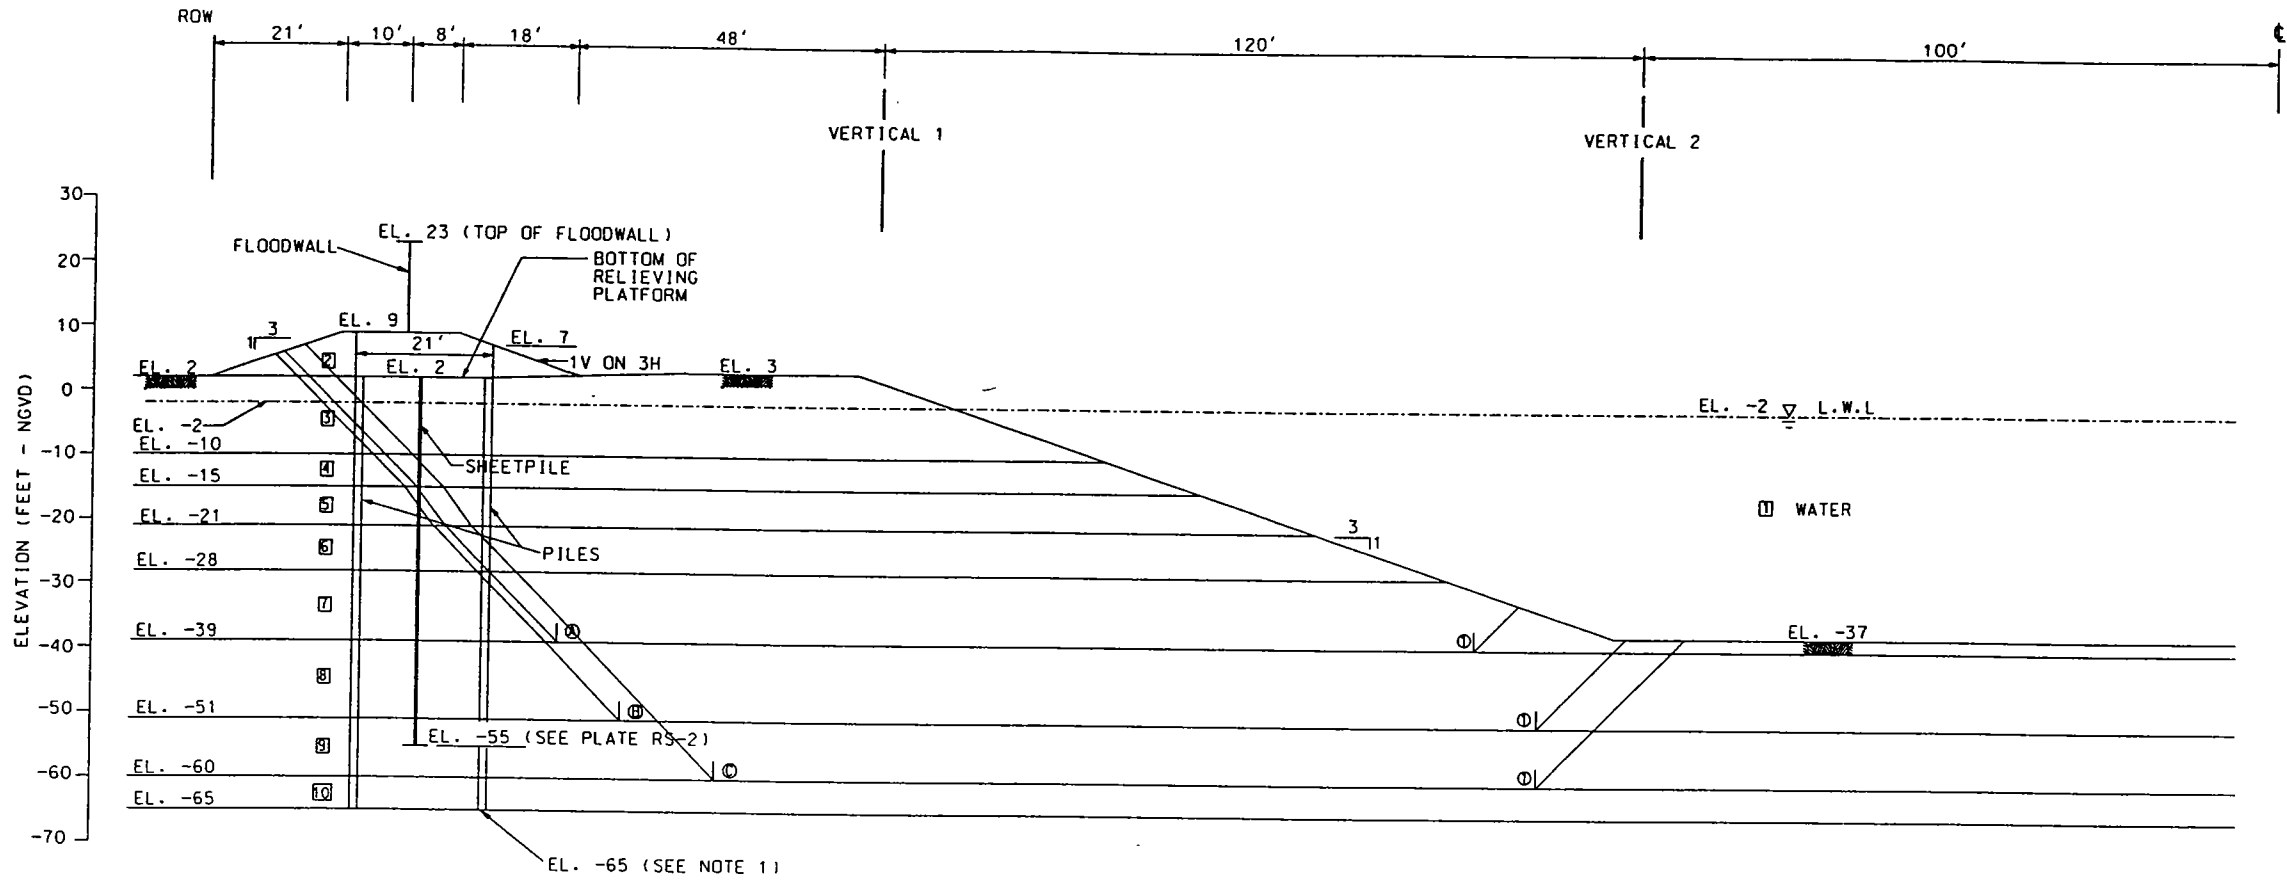 ROW
21' 10' 8' 18' 48' 120' 100' ℄
VERTICAL 1
VERTICAL 2
30
20
10
0
-10
-20
-30
-40
-50
-60
-70
ELEVATION (FEET - NGVD)
EL. 23 (TOP OF FLOODWALL)
FLOODWALL
BOTTOM OF
RELIEVING
PLATFORM
EL. 9
3
1
EL. 7
21'
2
1V ON 3H
EL. 2
EL. 2
EL. 3
3
EL. -2
EL. -2 L.W.L
EL. -10
4
SHEETPILE
EL. -15
5
1 WATER
EL. -21
6
3
1
PILES
EL. -28
7
EL. -39
A
1
EL. -37
8
EL. -51
B
1
9
EL. -55 (SEE PLATE RS-2)
EL. -60
C
1
10
EL. -65
EL. -65 (SEE NOTE 1)